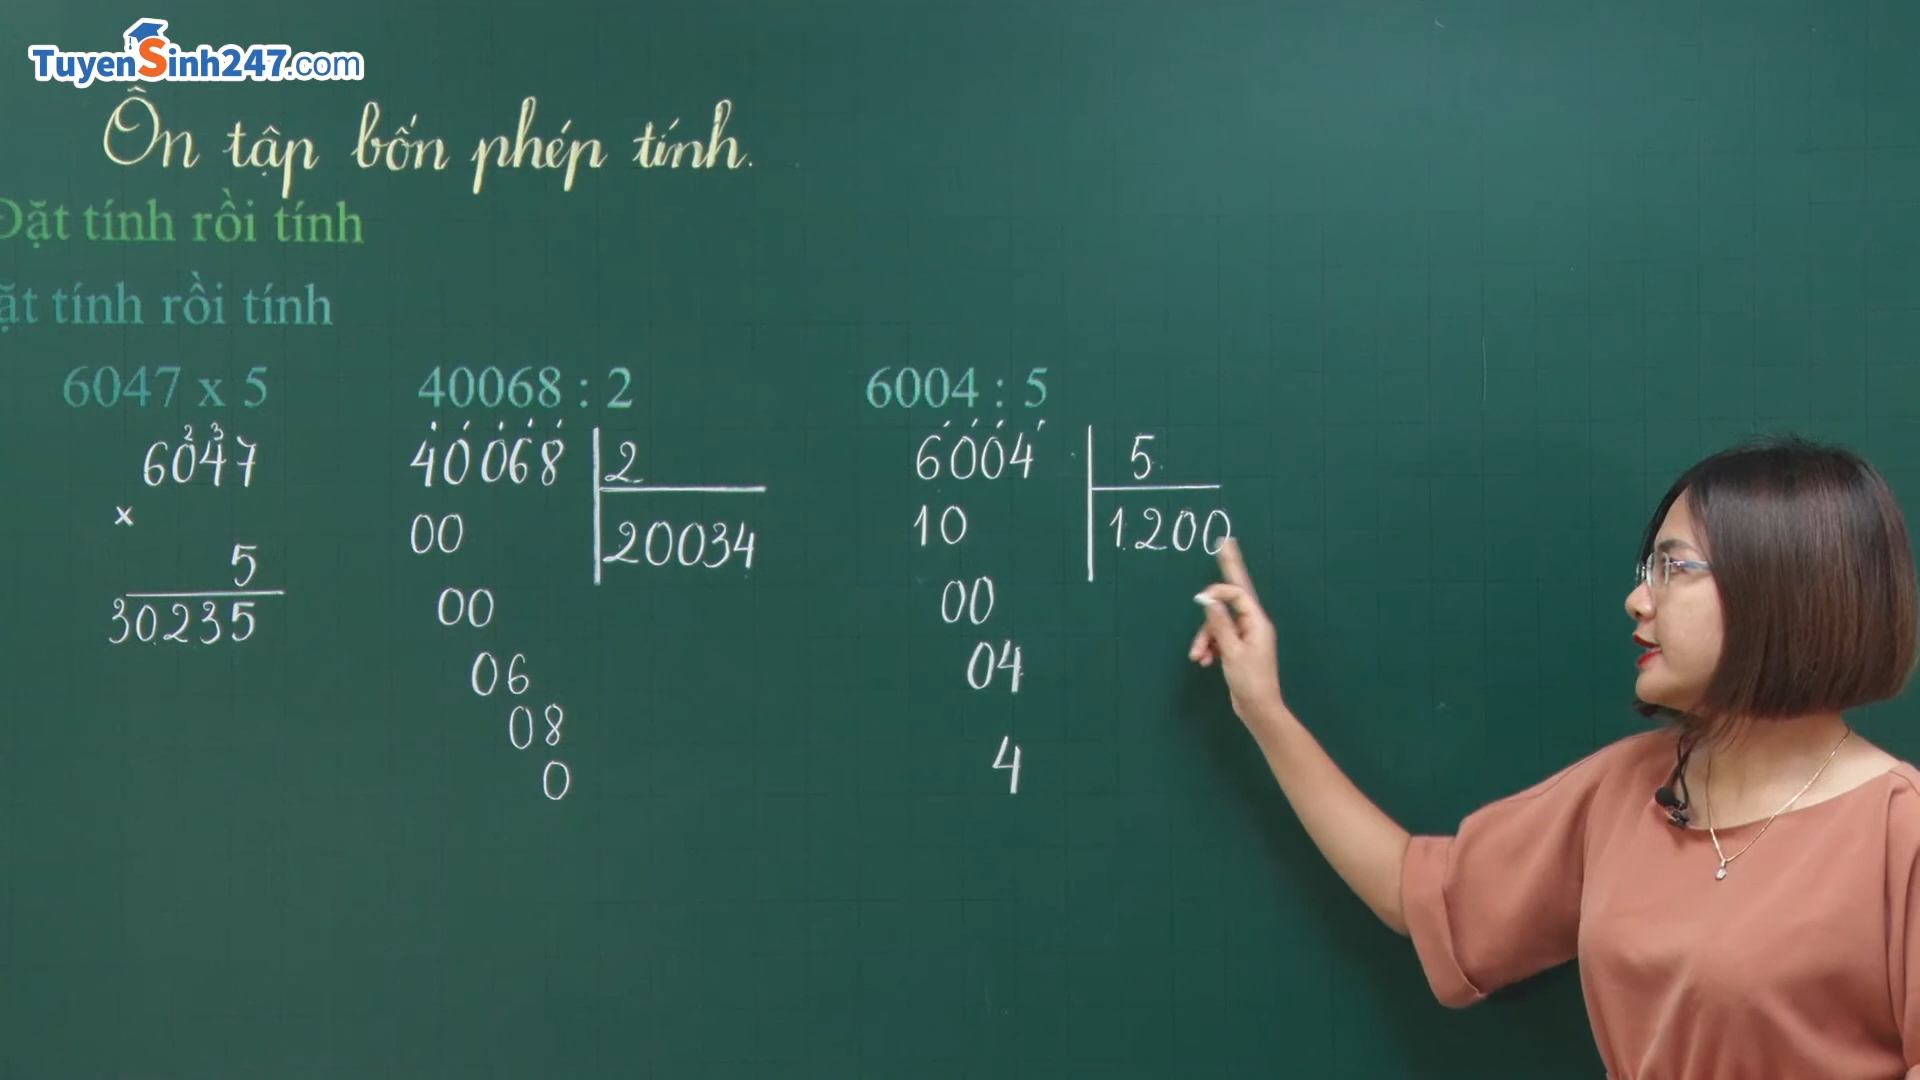 TuyenSinh247.com
Ôn tập bốn phép tính.
Đặt tính rồi tính
ặt tính rồi tính
6047 x 5
40068 : 2
6004 : 5
2 3
6047
x
5
30235
40068 2
20034
00
00
06
08
0
6004 5
1200
10
00
04
4